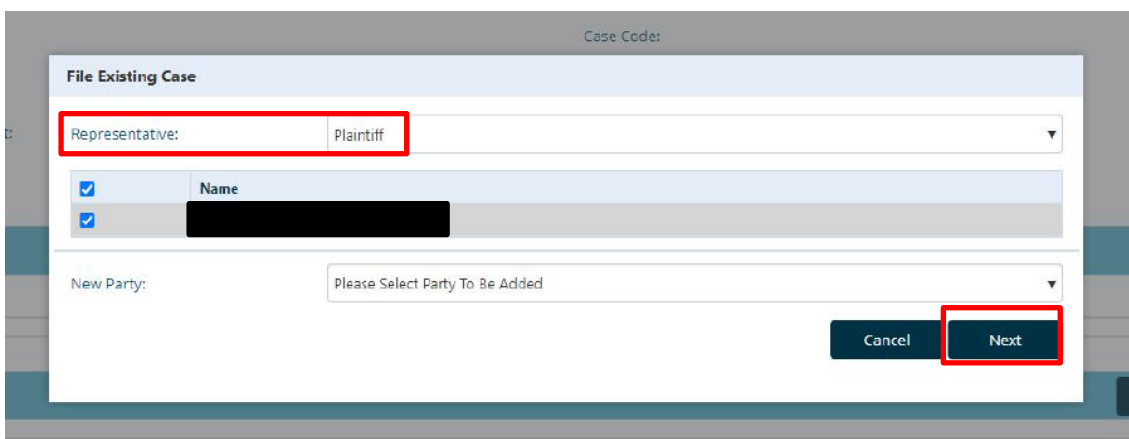 Case Code:
File Existing Case
Representative: Plaintiff
Name
New Party: Please Select Party To Be Added
Cancel Next